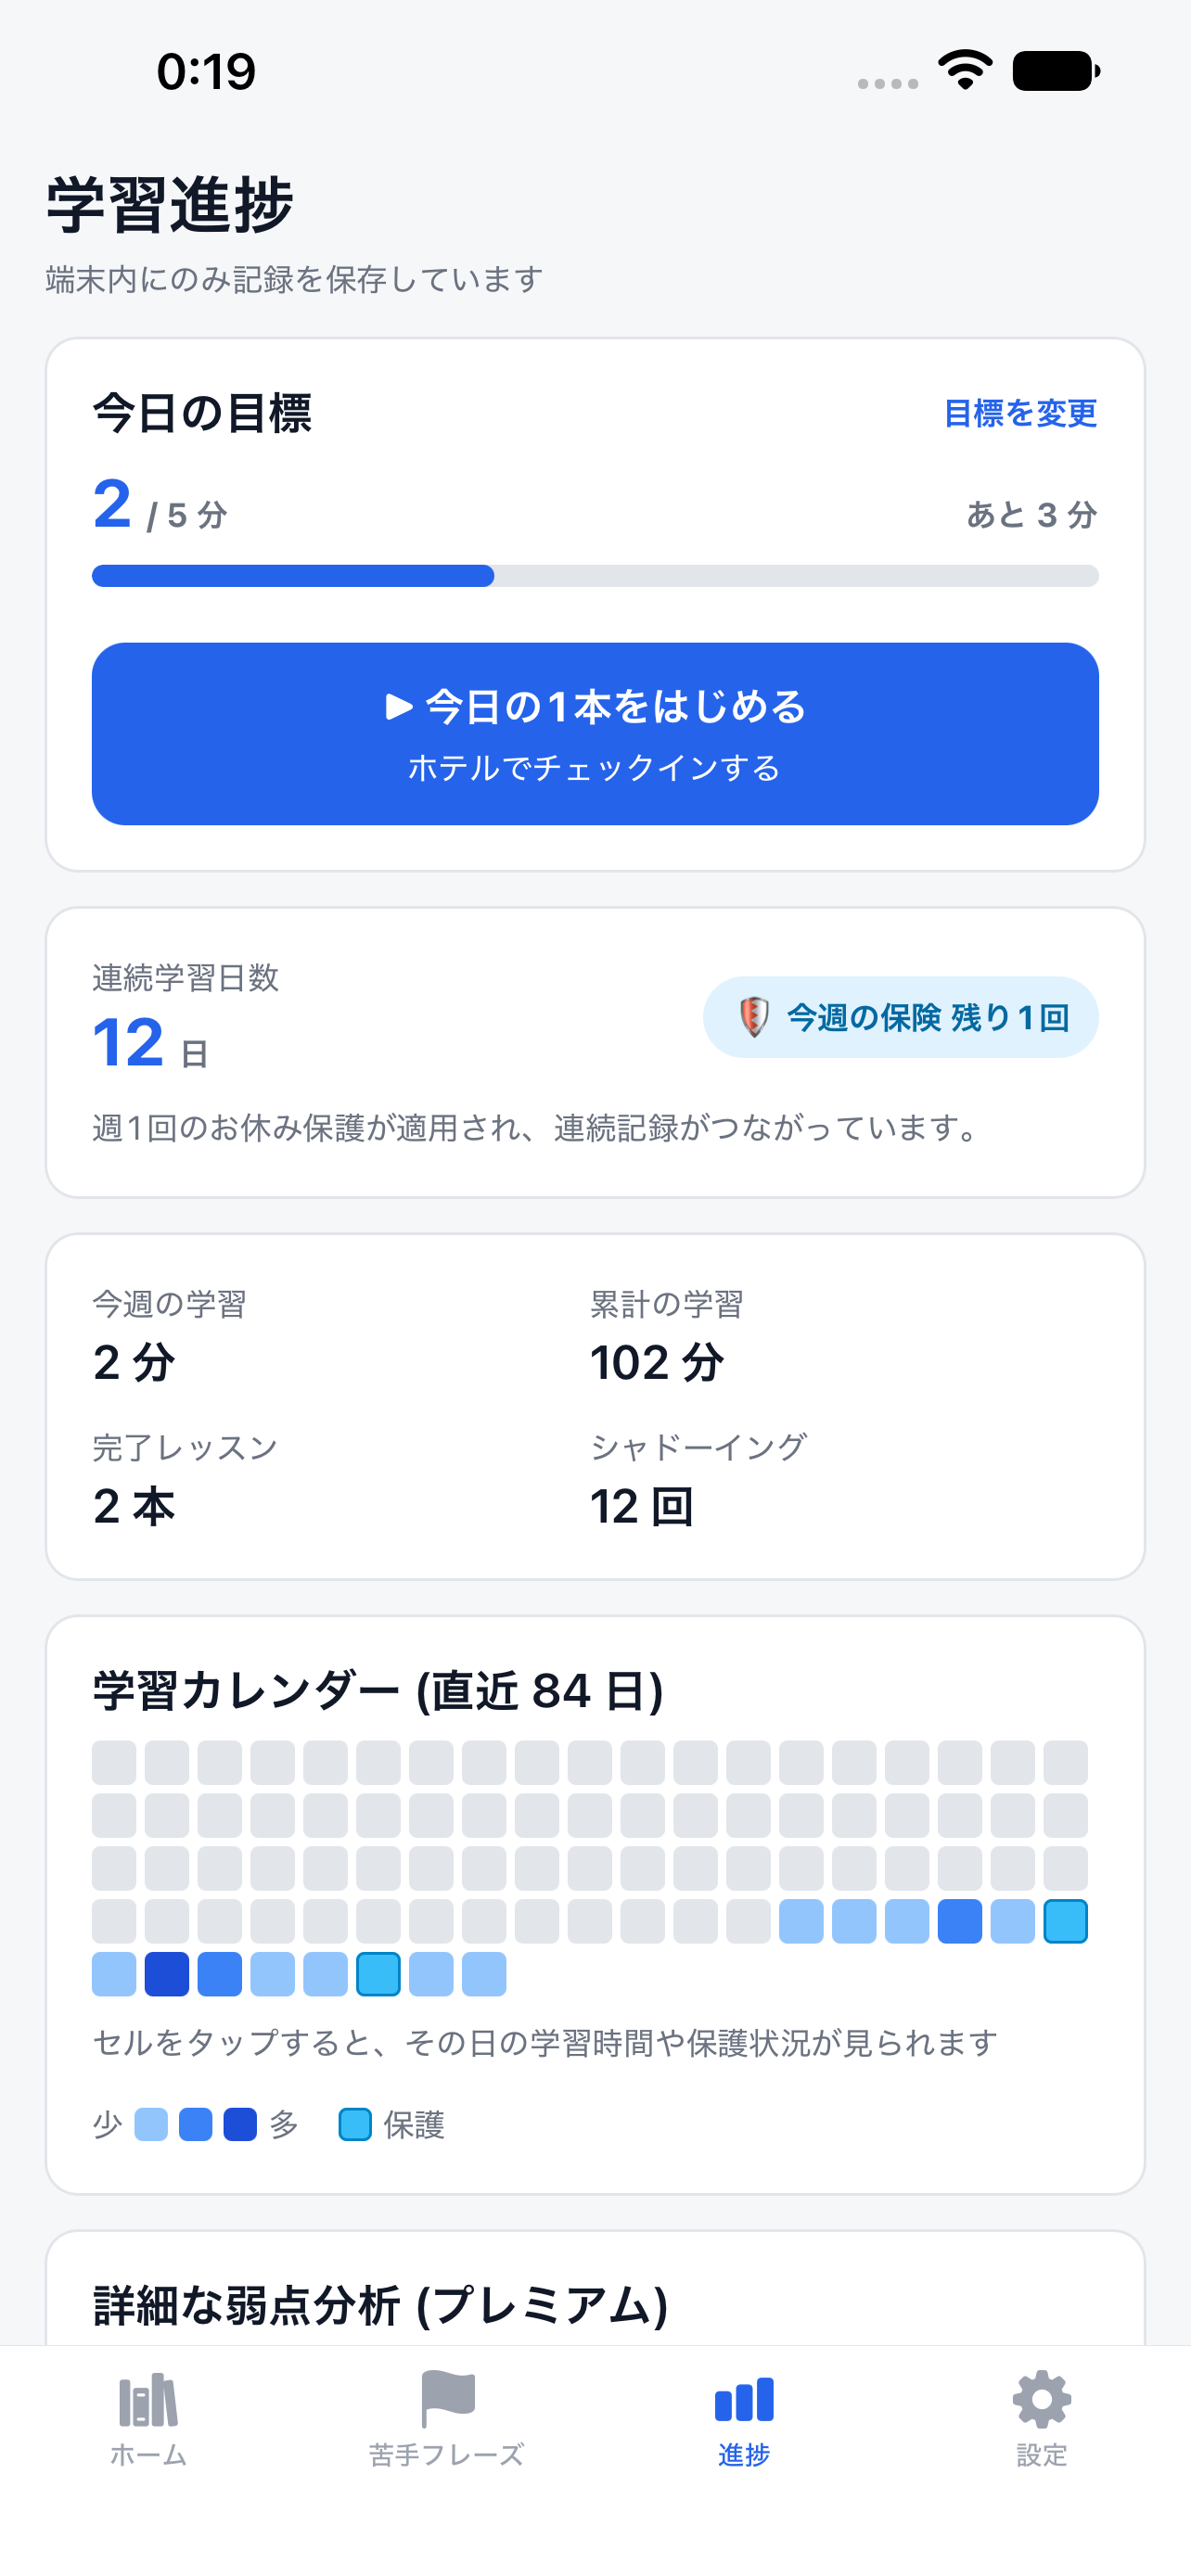 0:19
学習進捗
端末内にのみ記録を保存しています
今日の目標
目標を変更
2 / 5 分
あと 3 分
今日の1本をはじめる
ホテルでチェックインする
連続学習日数
12 日
今週の保険 残り1回
週1回のお休み保護が適用され、連続記録がつながっています。
今週の学習
累計の学習
2 分
102 分
完了レッスン
シャドーイング
2 本
12 回
学習カレンダー (直近 84 日)
セルをタップすると、その日の学習時間や保護状況が見られます
少 多 保護
詳細な弱点分析 (プレミアム)
ホーム
苦手フレーズ
進捗
設定